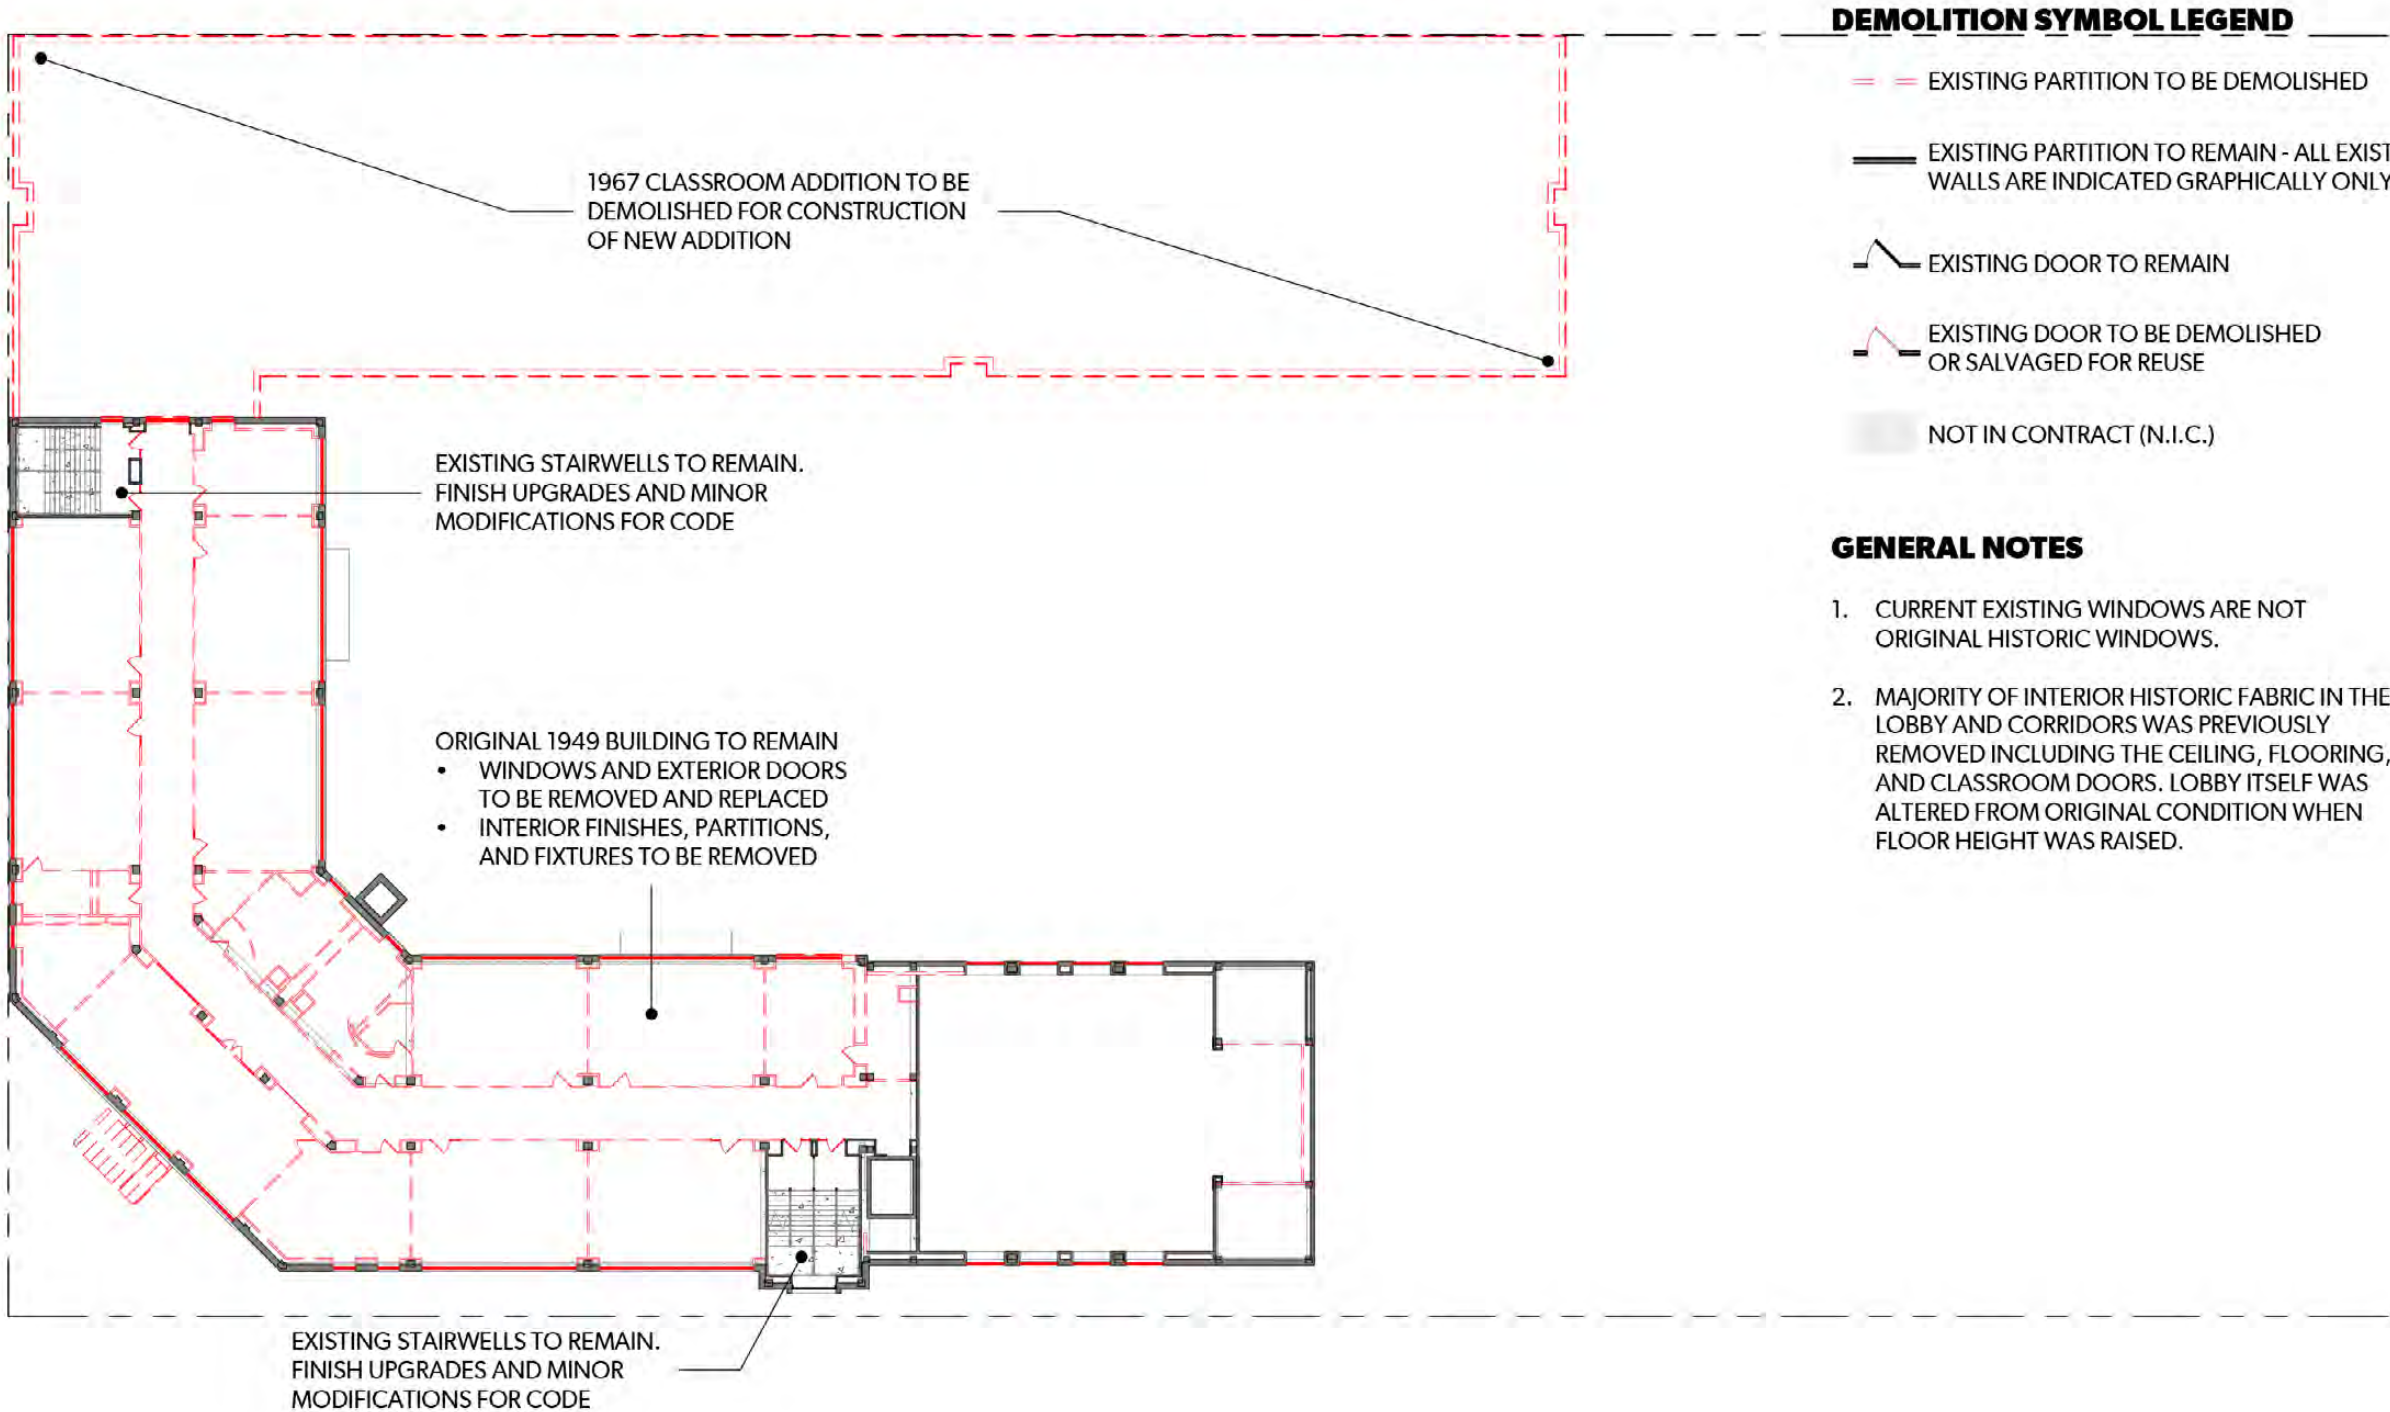 DEMOLITION SYMBOL LEGEND
EXISTING PARTITION TO BE DEMOLISHED
EXISTING PARTITION TO REMAIN - ALL EXIST
WALLS ARE INDICATED GRAPHICALLY ONLY
EXISTING DOOR TO REMAIN
EXISTING DOOR TO BE DEMOLISHED
OR SALVAGED FOR REUSE
NOT IN CONTRACT (N.I.C.)
GENERAL NOTES
1. CURRENT EXISTING WINDOWS ARE NOT
ORIGINAL HISTORIC WINDOWS.
2. MAJORITY OF INTERIOR HISTORIC FABRIC IN THE
LOBBY AND CORRIDORS WAS PREVIOUSLY
REMOVED INCLUDING THE CEILING, FLOORING,
AND CLASSROOM DOORS. LOBBY ITSELF WAS
ALTERED FROM ORIGINAL CONDITION WHEN
FLOOR HEIGHT WAS RAISED.
1967 CLASSROOM ADDITION TO BE
DEMOLISHED FOR CONSTRUCTION
OF NEW ADDITION
EXISTING STAIRWELLS TO REMAIN.
FINISH UPGRADES AND MINOR
MODIFICATIONS FOR CODE
ORIGINAL 1949 BUILDING TO REMAIN
• WINDOWS AND EXTERIOR DOORS
TO BE REMOVED AND REPLACED
• INTERIOR FINISHES, PARTITIONS,
AND FIXTURES TO BE REMOVED
EXISTING STAIRWELLS TO REMAIN.
FINISH UPGRADES AND MINOR
MODIFICATIONS FOR CODE